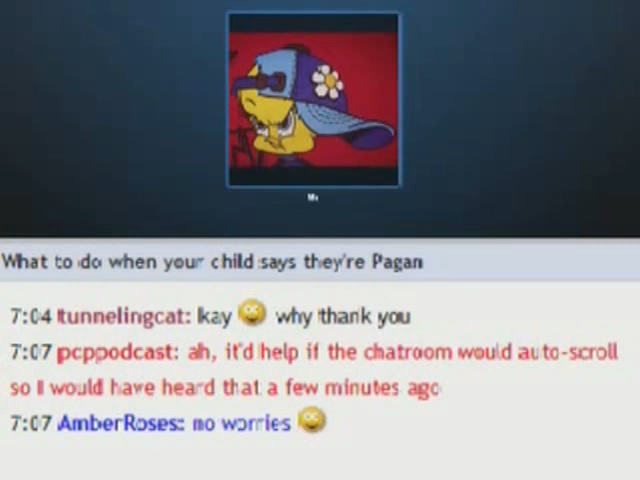 Me
What to do when your child says they're Pagan
7:04 tunnelingcat: kay why thank you
7:07 pcppodcast: ah, it'd help if the chatroom would auto-scroll
so I would have heard that a few minutes ago
7:07 AmberRoses: no worries